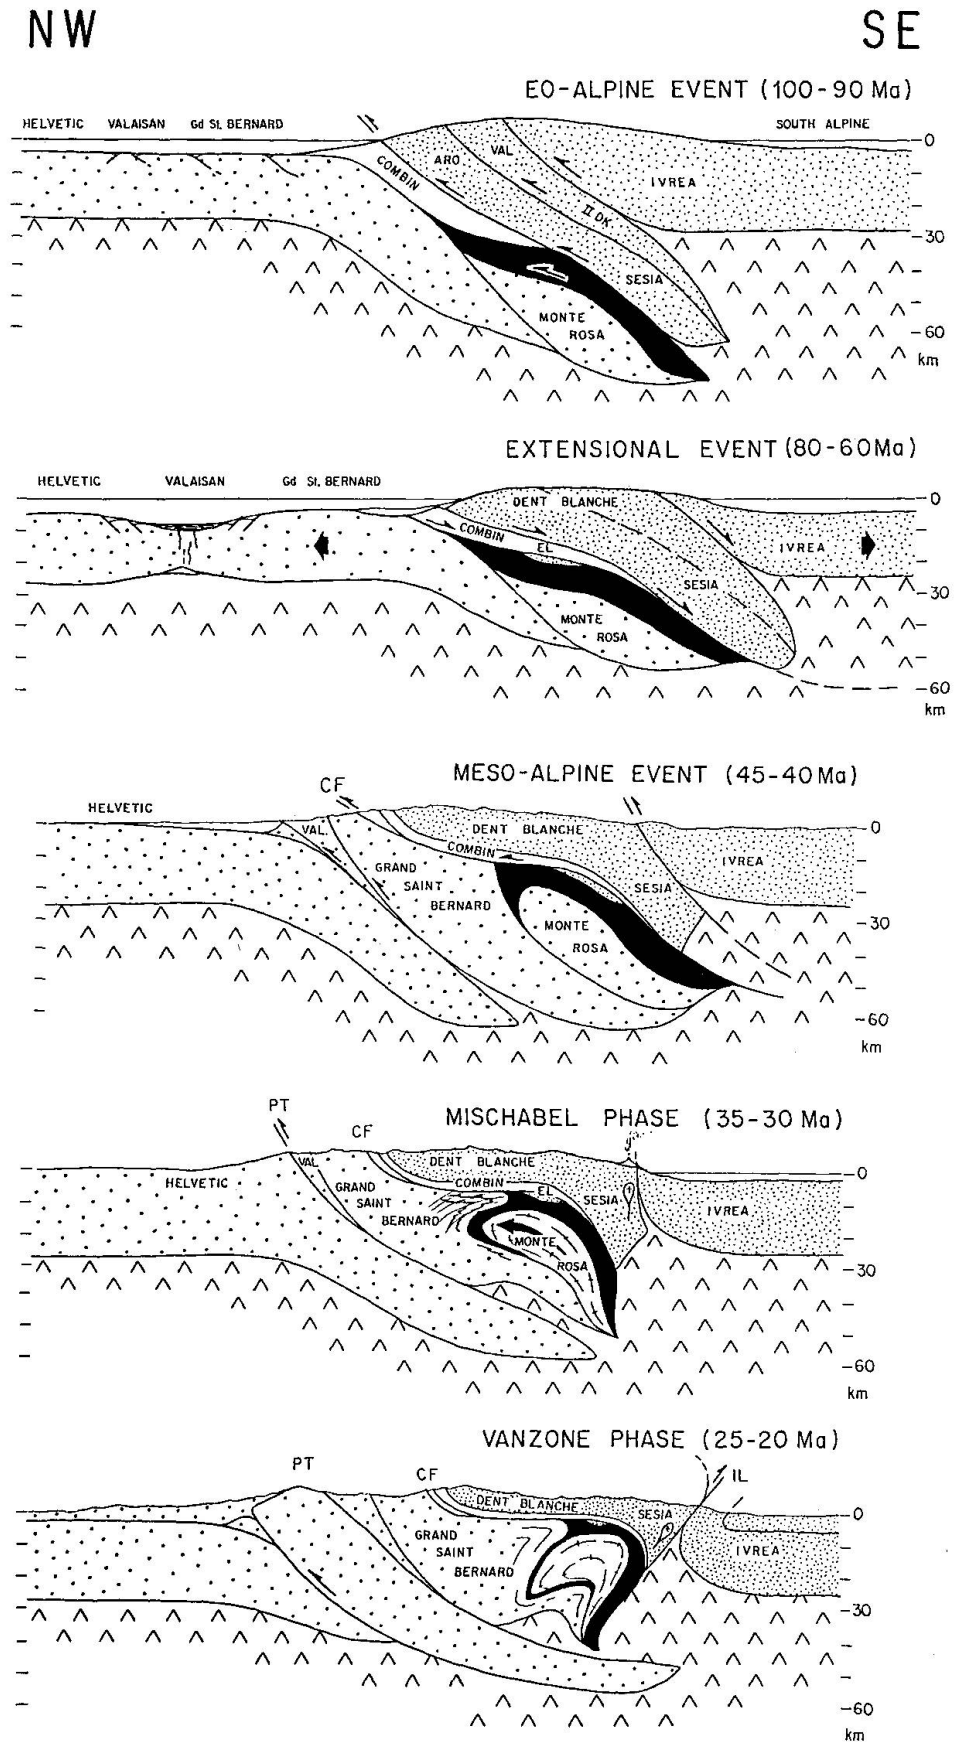 NW SE
EO-ALPINE EVENT (100-90 Ma)
HELVETIC VALAISAN Gd St. BERNARD SOUTH ALPINE
0
COMBIN
ARO
VAL
II DK
IVREA
30
SESIA
MONTE
ROSA
60
km
EXTENSIONAL EVENT (80-60 Ma)
HELVETIC VALAISAN Gd St. BERNARD
0
DENT BLANCHE
COMBIN
EL
IVREA
SESIA
30
MONTE
ROSA
60
km
MESO-ALPINE EVENT (45-40 Ma)
CF
HELVETIC
0
VAL.
DENT BLANCHE
COMBIN
IVREA
GRAND
SAINT
BERNARD
SESIA
MONTE
ROSA
30
60
km
MISCHABEL PHASE (35-30 Ma)
PT
CF
0
VAL
DENT BLANCHE
HELVETIC
COMBIN
EL
GRAND
SAINT
BERNARD
SESIA
IVREA
MONTE
ROSA
30
60
km
VANZONE PHASE (25-20 Ma)
PT
CF
IL
DENT BLANCHE
SESIA
0
GRAND
SAINT
BERNARD
IVREA
30
60
km